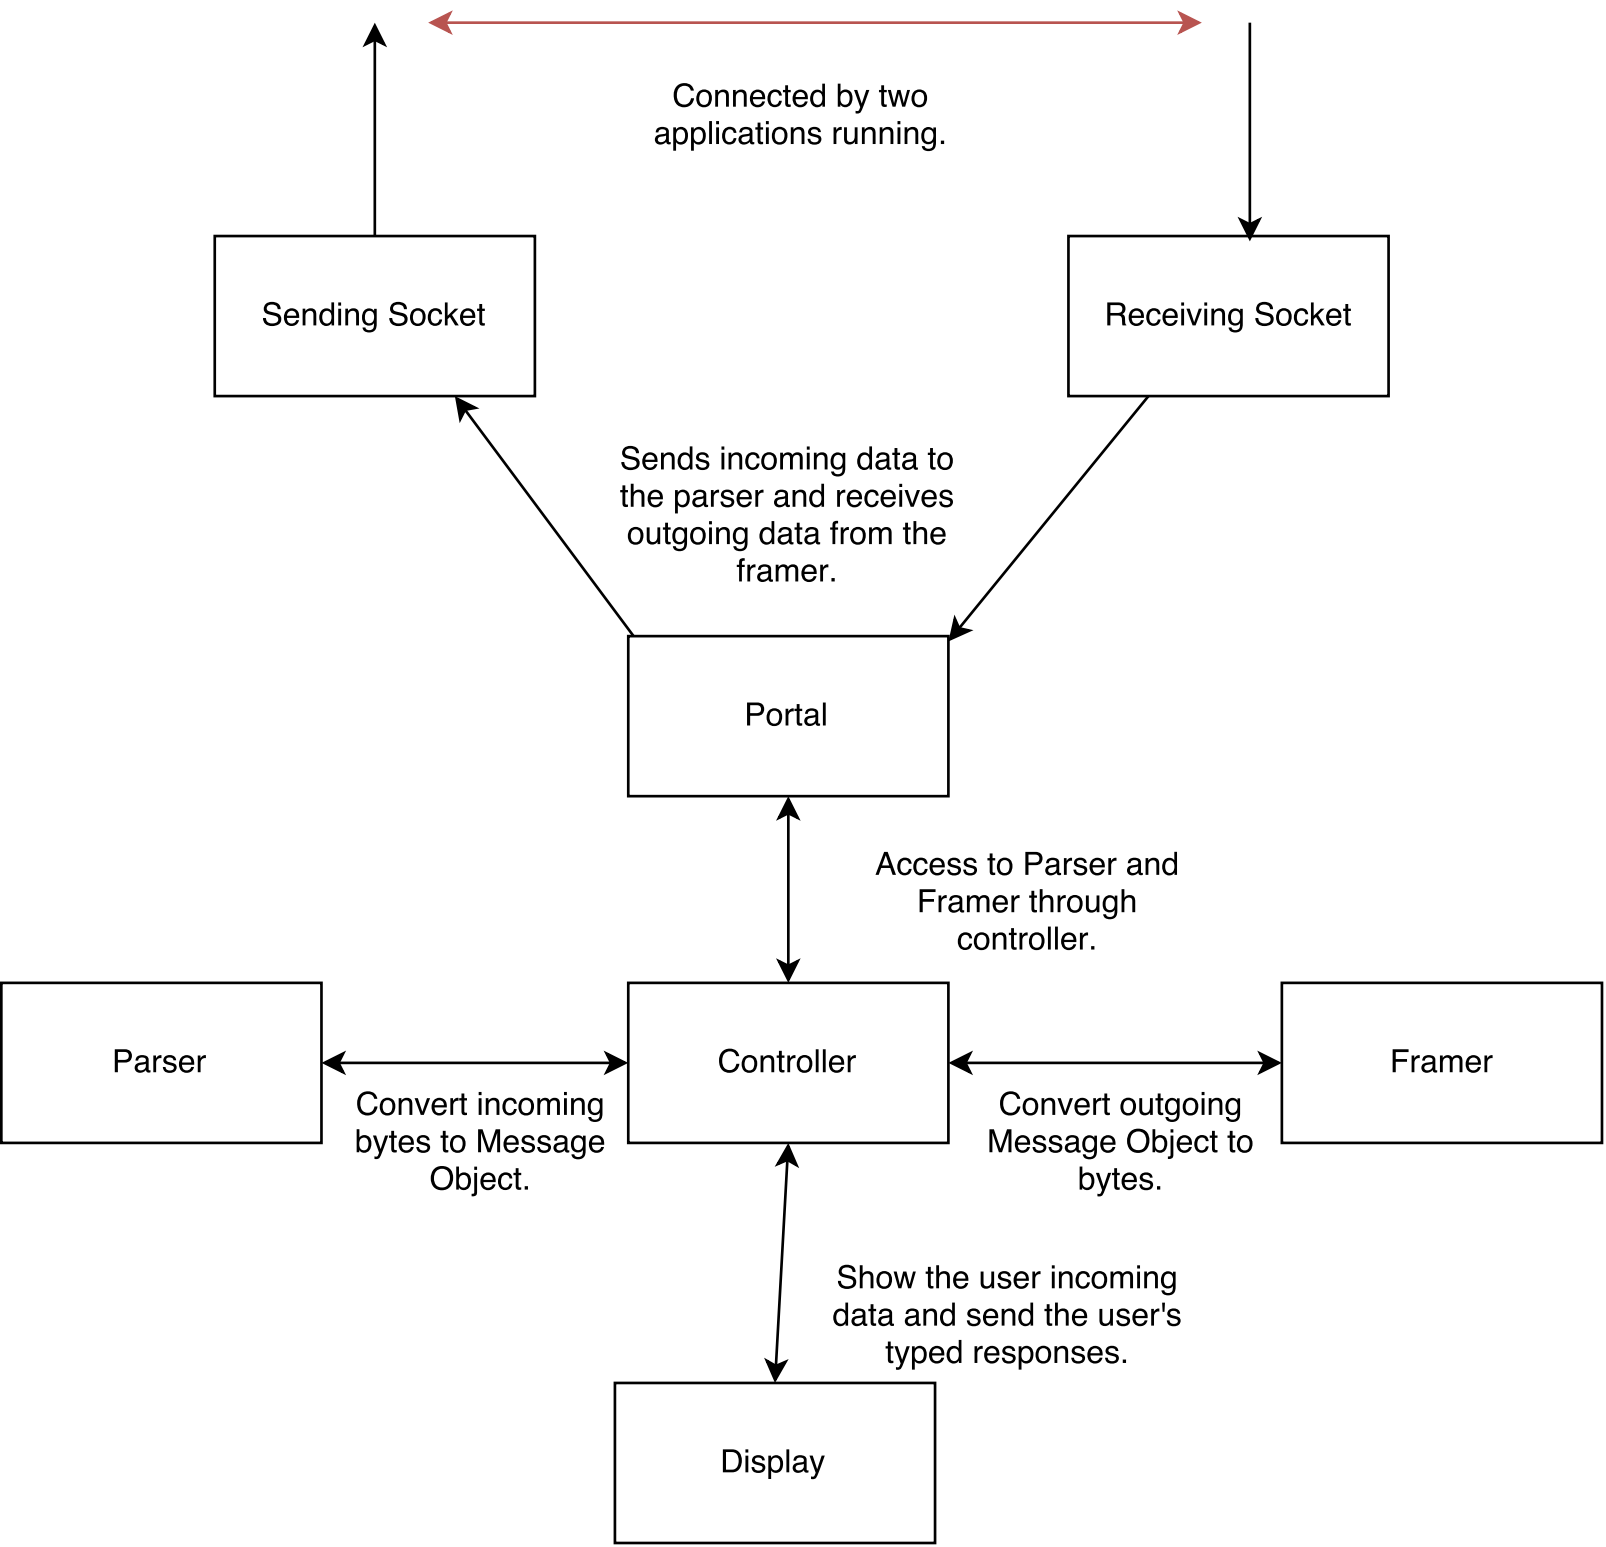 Connected by two
applications running.
Sending Socket
Receiving Socket
Sends incoming data to
the parser and receives
outgoing data from the
framer.
Portal
Access to Parser and
Framer through
controller.
Parser
Controller
Framer
Convert incoming
bytes to Message
Object.
Convert outgoing
Message Object to
bytes.
Show the user incoming
data and send the user's
typed responses.
Display